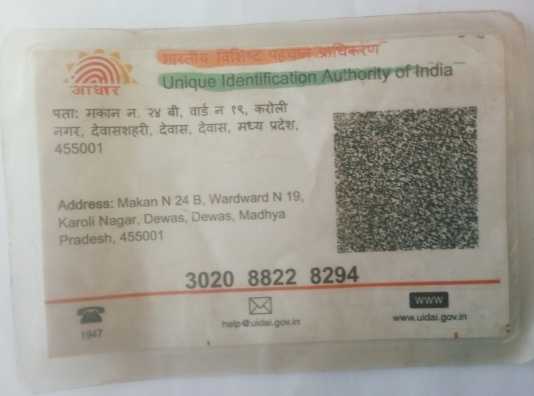 भारतीय विशिष्ट पहचान प्राधिकरण
Unique Identification Authority of India
आधार
पता: मकान न. २४ बी, वार्ड न १९, करोली
नगर, देवासशहरी, देवास, देवास, मध्य प्रदेश,
455001
Address: Makan N 24 B, Wardward N 19,
Karoli Nagar, Dewas, Dewas, Madhya
Pradesh, 455001
3020 8822 8294
1947
help@uidai.gov.in
www
www.uidai.gov.in